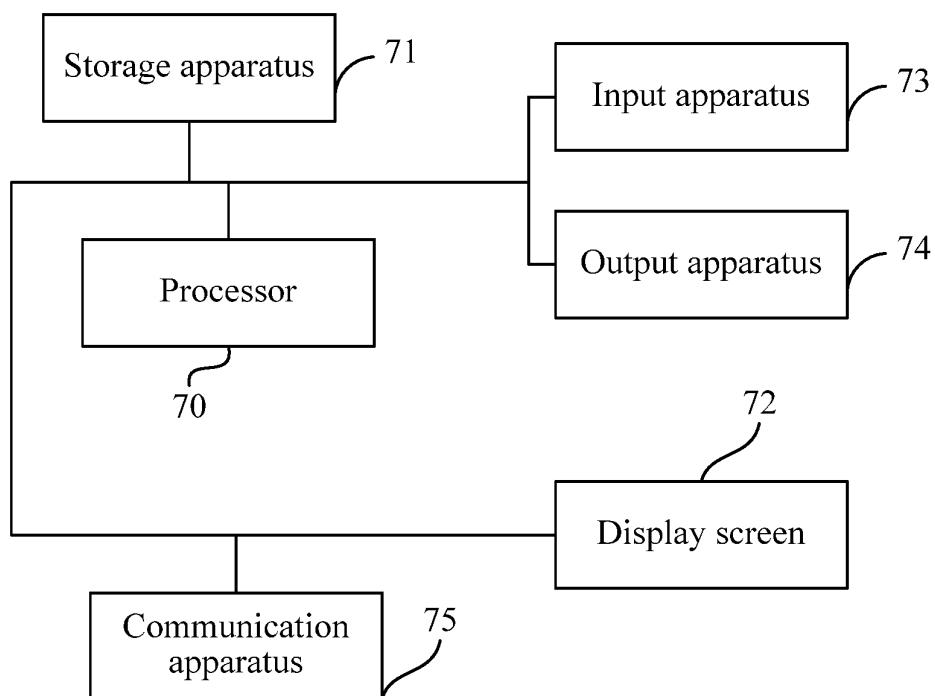 Storage apparatus
71
Input apparatus
73
Processor
70
Output apparatus
74
72
Display screen
Communication
apparatus
75